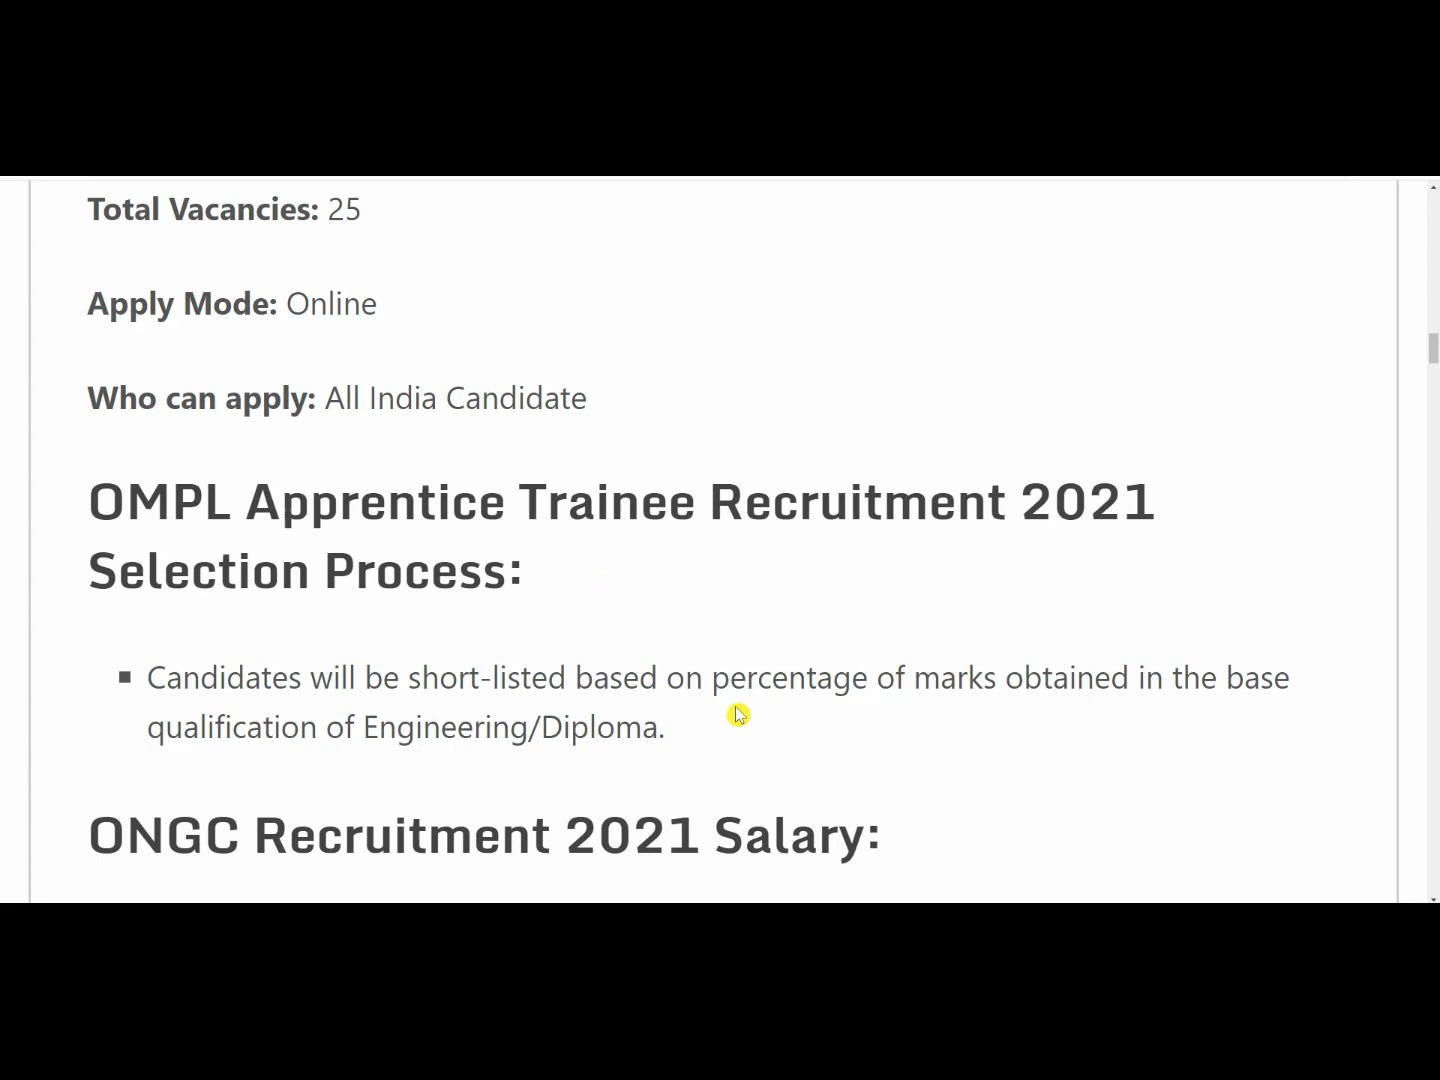 Total Vacancies: 25
Apply Mode: Online
Who can apply: All India Candidate
OMPL Apprentice Trainee Recruitment 2021
Selection Process:
▪ Candidates will be short-listed based on percentage of marks obtained in the base
qualification of Engineering/Diploma.
ONGC Recruitment 2021 Salary: